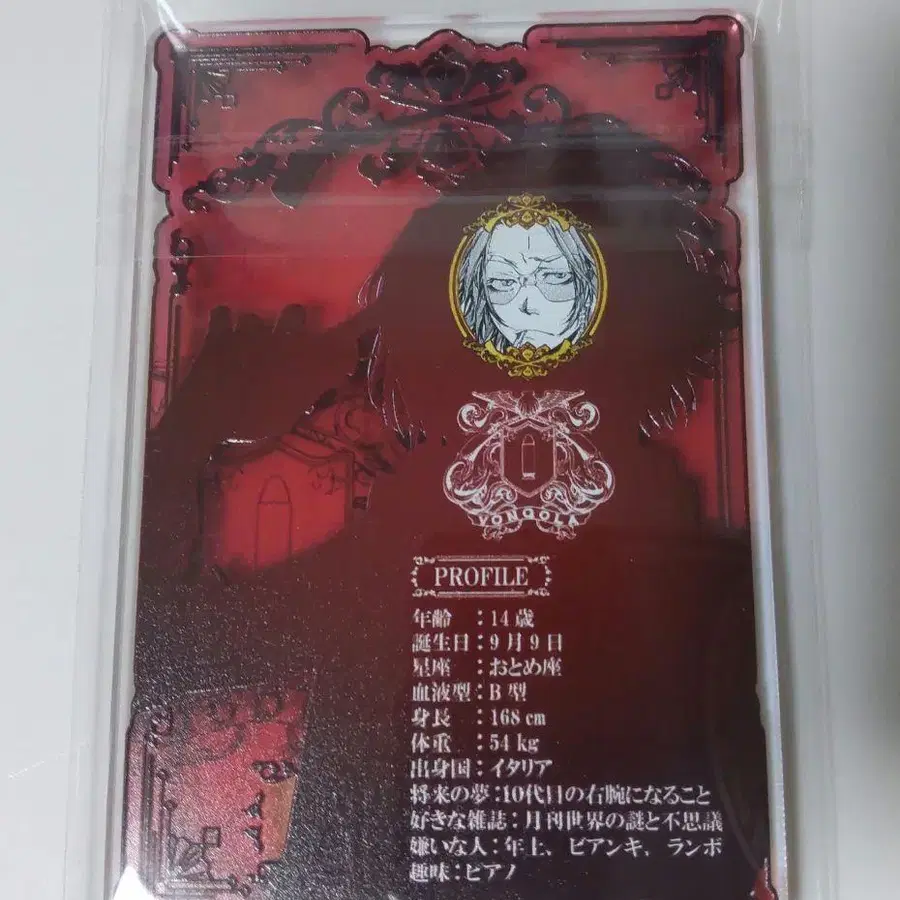 VONGOLA
PROFILE
年齢 :14歳
誕生日:9月9日
星座 :おとめ座
血液型:B型
身長 :168cm
体重 :54kg
出身国:イタリア
将来の夢:10代目の右腕になること
好きな雑誌:月刊世界の謎と不思議
嫌いな人:年上、ビアンキ、ランボ
趣味:ピアノ